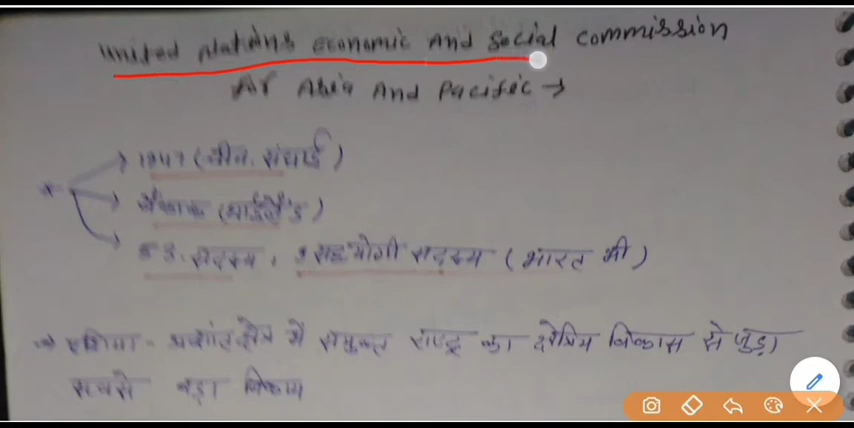 United Nations Economic And Social Commission
For Asia And Pacific →
* → 1947 (चीन, संघाई)
→ बैंकाक (थाईलैंड)
→ 53 सदस्य, 9 सहयोगी सदस्य (भारत भी)
→ एशिया - प्रशांत क्षेत्र में संयुक्त राष्ट्र का क्षेत्रिय विकास से जुड़ा
सबसे बड़ा निकाय